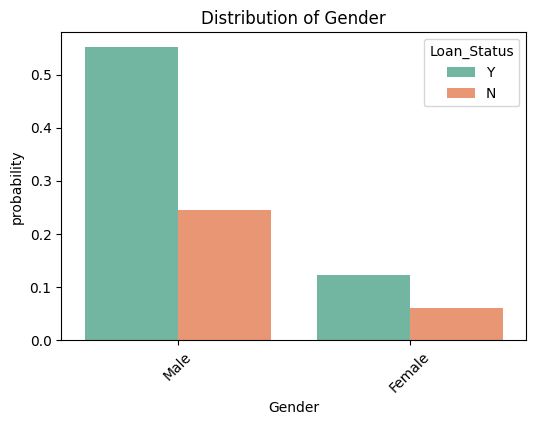 Distribution of Gender
Loan_Status
Y
N
probability
0.5
0.4
0.3
0.2
0.1
0.0
Male
Female
Gender